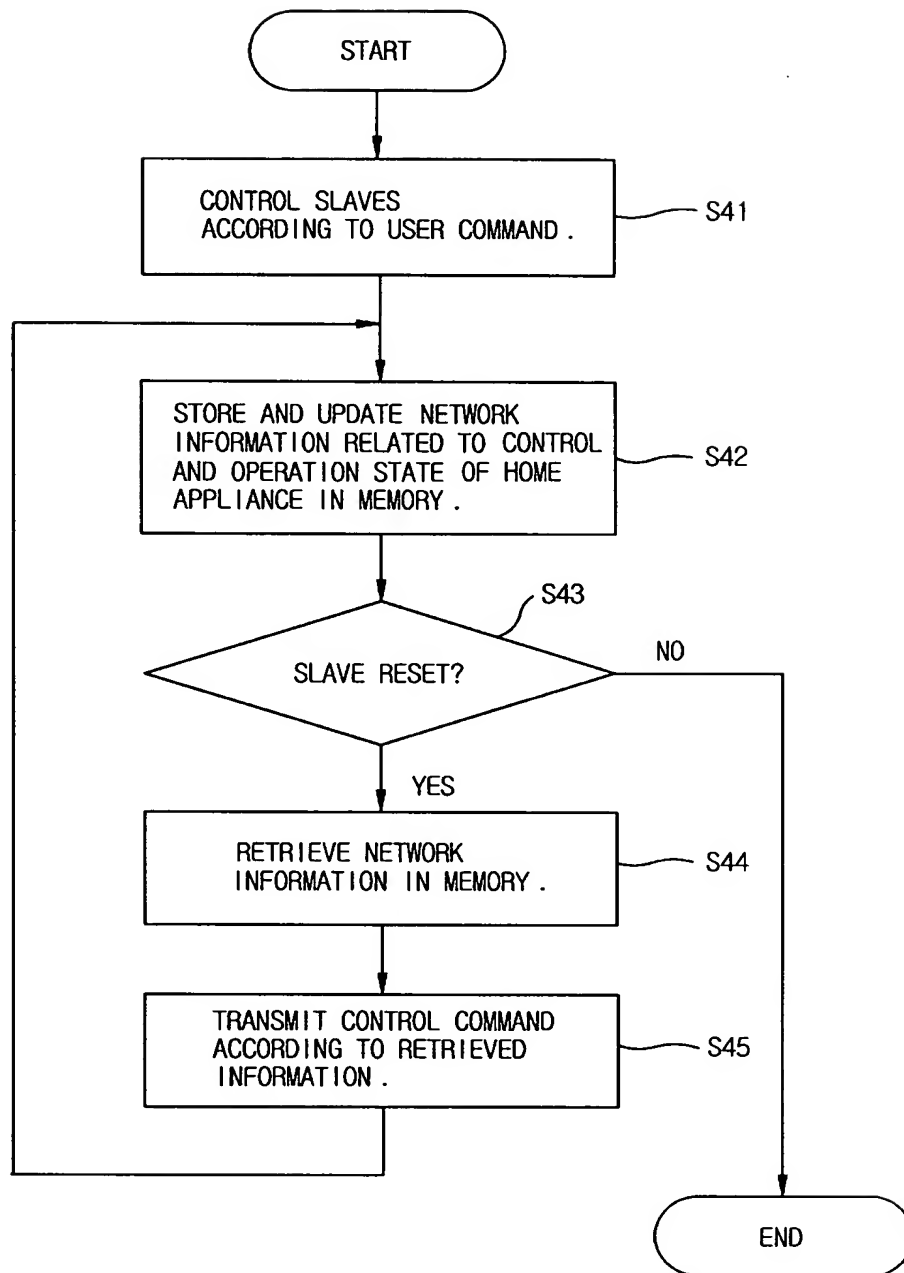 START
CONTROL SLAVES
ACCORDING TO USER COMMAND.
S41
STORE AND UPDATE NETWORK
INFORMATION RELATED TO CONTROL
AND OPERATION STATE OF HOME
APPLIANCE IN MEMORY.
S42
S43
SLAVE RESET?
NO
YES
RETRIEVE NETWORK
INFORMATION IN MEMORY.
S44
TRANSMIT CONTROL COMMAND
ACCORDING TO RETRIEVED
INFORMATION.
S45
END